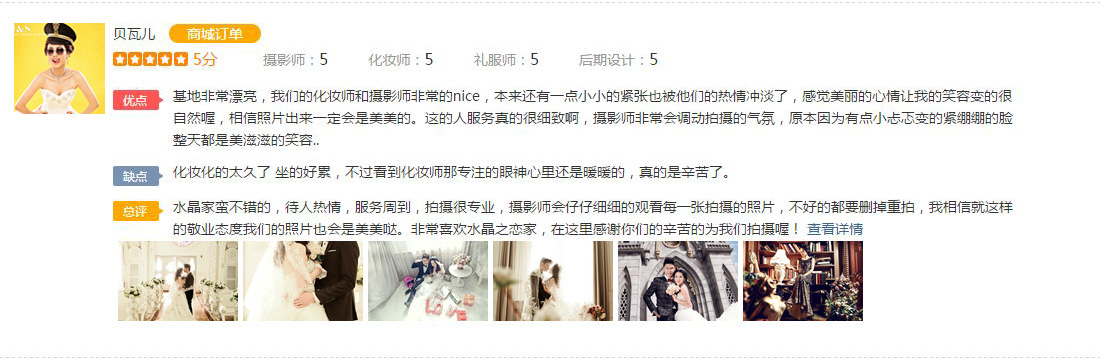 贝瓦儿 商城订单
5分 摄影师：5 化妆师：5 礼服师：5 后期设计：5
优点 基地非常漂亮，我们的化妆师和摄影师非常的nice，本来还有一点小小的紧张也被他们的热情冲淡了，感觉美丽的心情让我的笑容变的很
自然喔，相信照片出来一定会是美美的。这的人服务真的很细致啊，摄影师非常会调动拍摄的气氛，原本因为有点小忐忑变的紧绷绷的脸
整天都是美滋滋的笑容..
缺点 化妆化的太久了 坐的好累，不过看到化妆师那专注的眼神心里还是暖暖的，真的是辛苦了。
总评 水晶家蛮不错的，待人热情，服务周到，拍摄很专业，摄影师会仔仔细细的观看每一张拍摄的照片，不好的都要删掉重拍，我相信就这样
的敬业态度我们的照片也会是美美哒。非常喜欢水晶之恋家，在这里感谢你们的辛苦的为我们拍摄喔！ 查看详情
LOVE